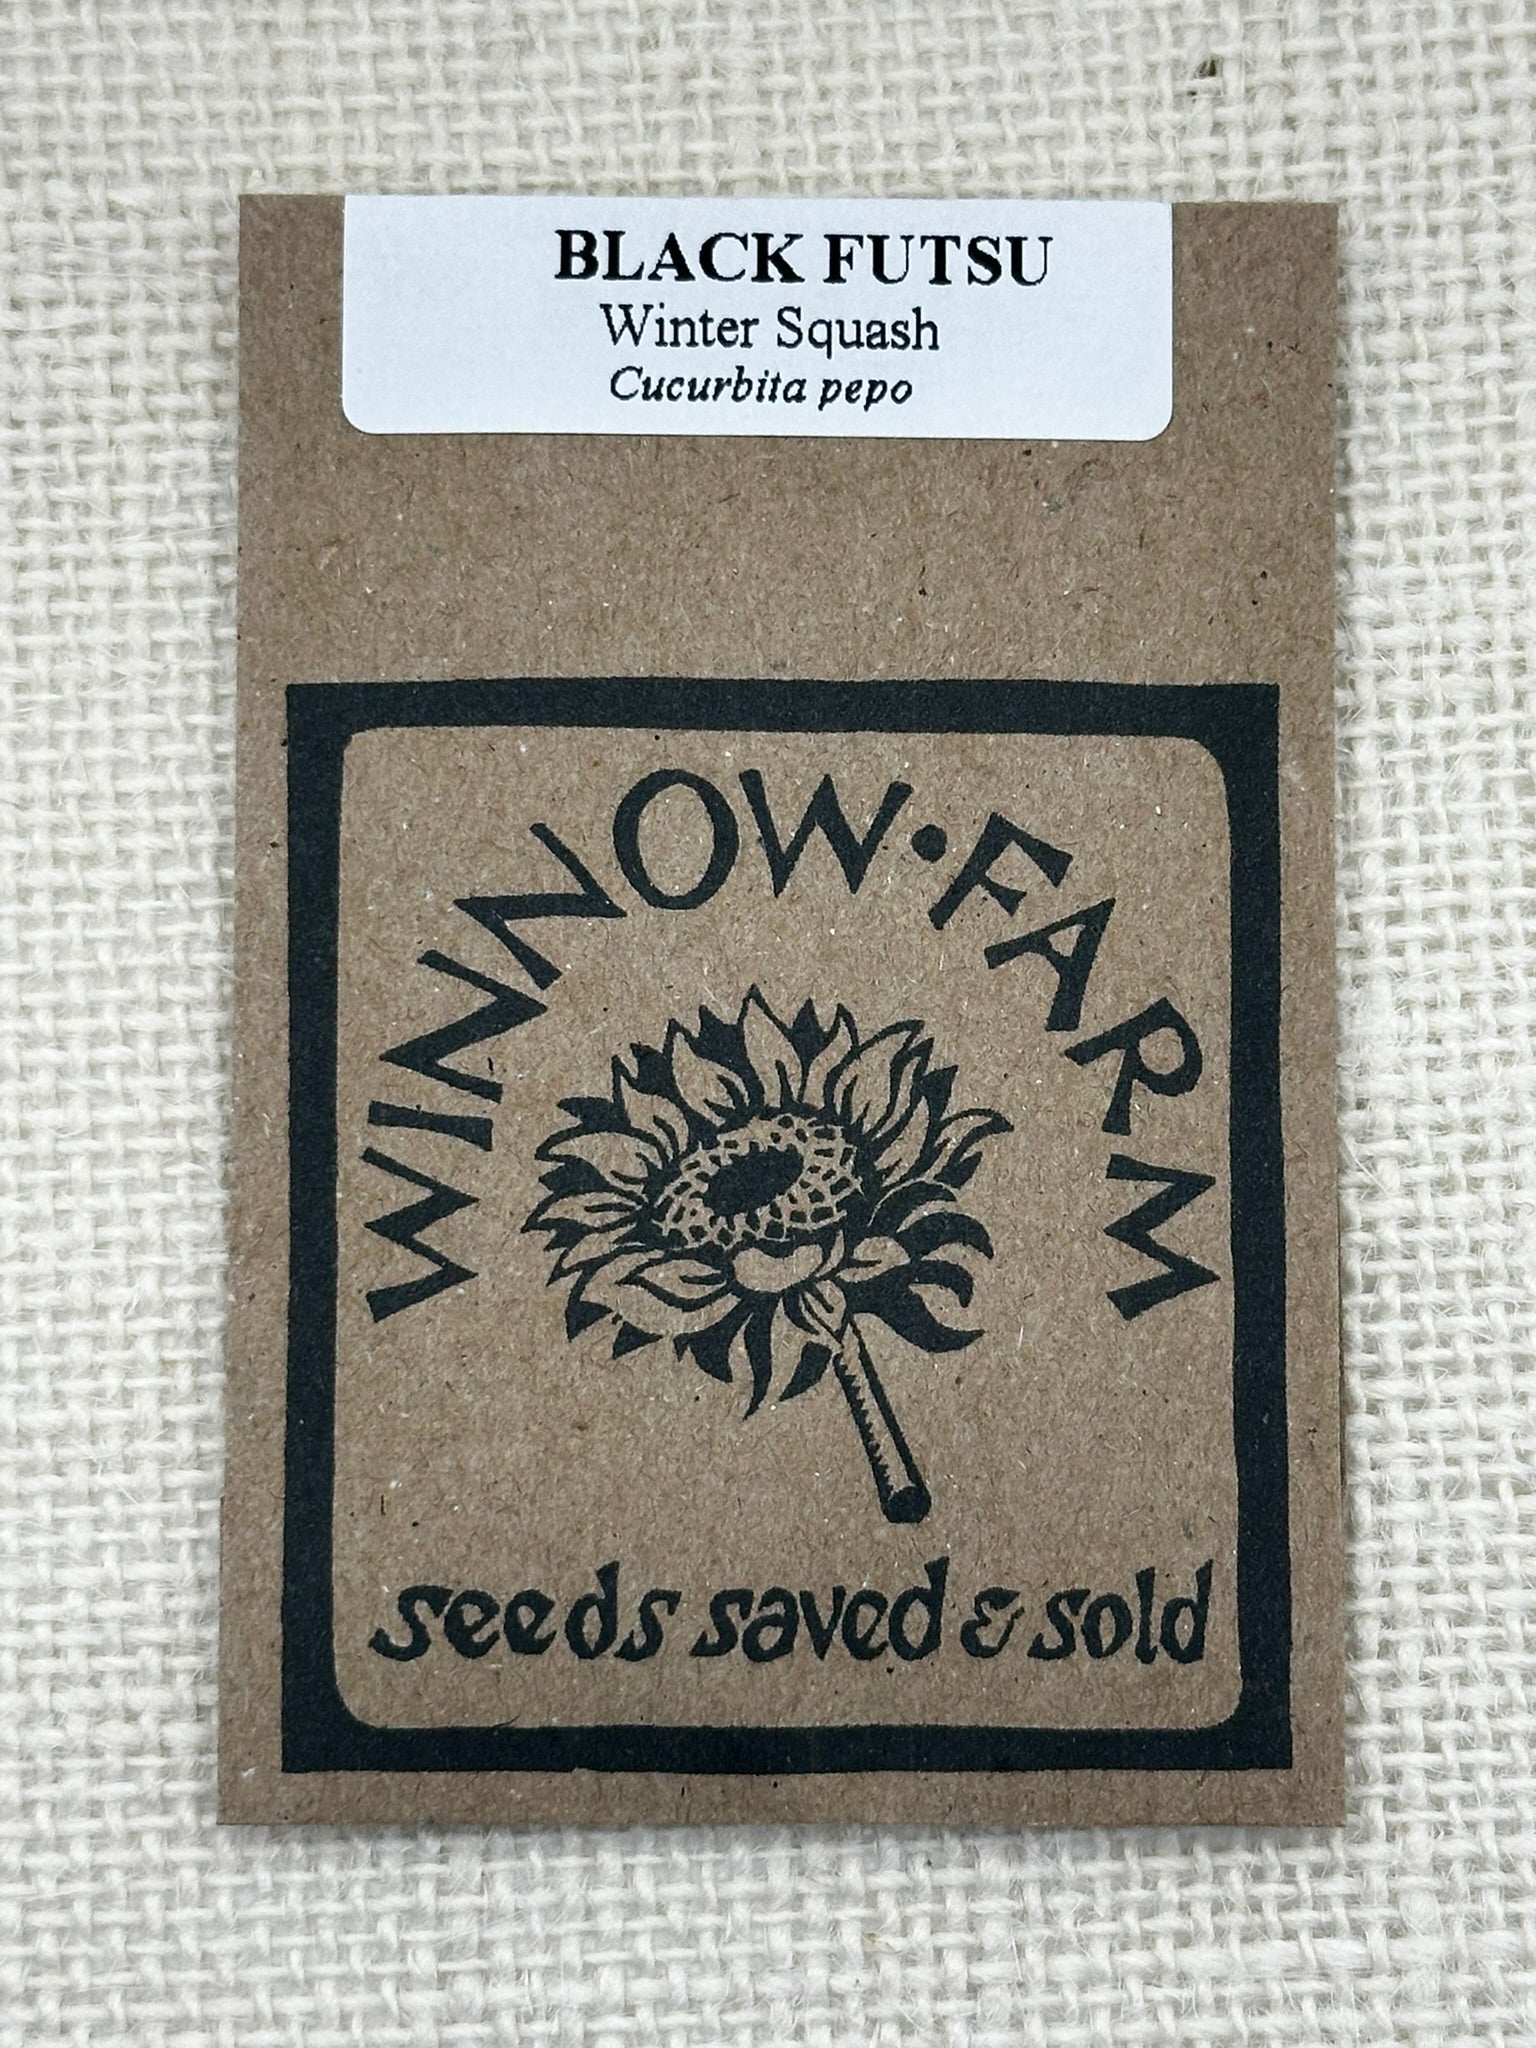 BLACK FUTSU
Winter Squash
Cucurbita pepo
WINNOW•FARM
seeds saved & sold